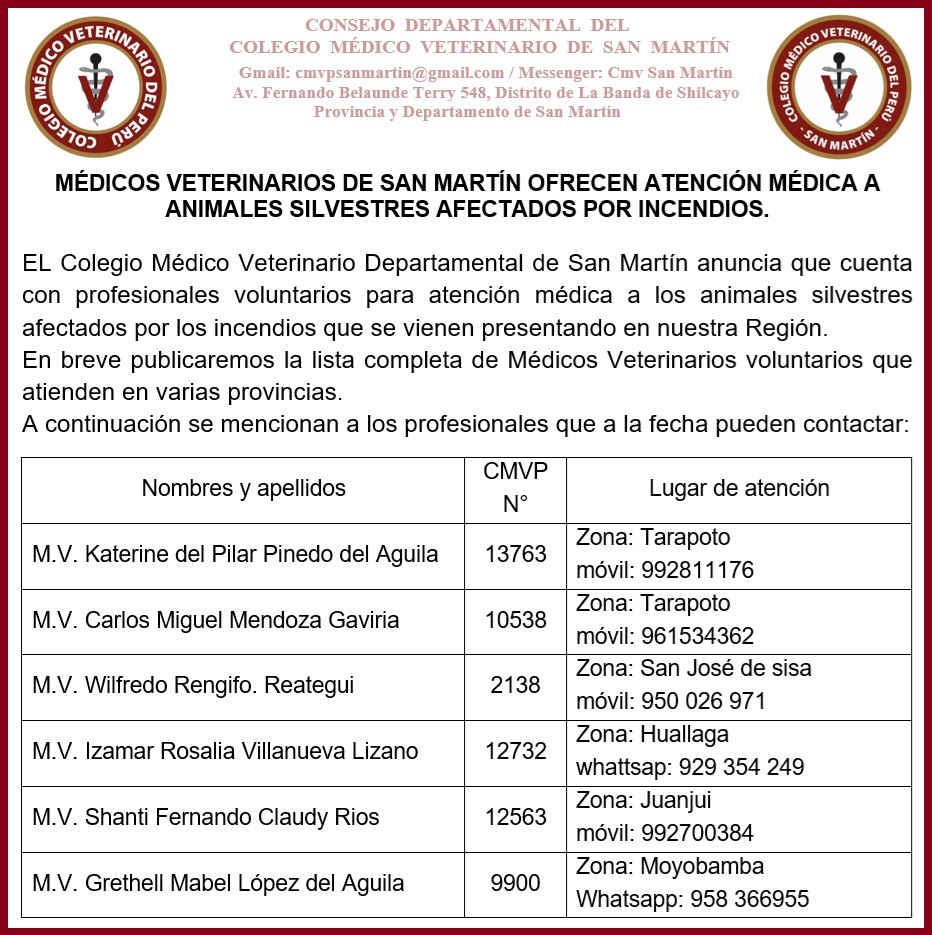 CONSEJO DEPARTAMENTAL DEL
COLEGIO MÉDICO VETERINARIO DE SAN MARTÍN
Gmail: cmvpsanmartin@gmail.com / Messenger: Cmv San Martín
Av. Fernando Belaunde Terry 548, Distrito de La Banda de Shilcayo
Provincia y Departamento de San Martín
COLEGIO MÉDICO VETERINARIO DEL PERÚ
V
COLEGIO MÉDICO VETERINARIO DEL PERÚ
- SAN MARTÍN -
V
MÉDICOS VETERINARIOS DE SAN MARTÍN OFRECEN ATENCIÓN MÉDICA A
ANIMALES SILVESTRES AFECTADOS POR INCENDIOS.
EL Colegio Médico Veterinario Departamental de San Martín anuncia que cuenta
con profesionales voluntarios para atención médica a los animales silvestres
afectados por los incendios que se vienen presentando en nuestra Región.
En breve publicaremos la lista completa de Médicos Veterinarios voluntarios que
atienden en varias provincias.
A continuación se mencionan a los profesionales que a la fecha pueden contactar:
Nombres y apellidos
CMVP
N°
Lugar de atención
M.V. Katerine del Pilar Pinedo del Aguila
13763
Zona: Tarapoto
móvil: 992811176
M.V. Carlos Miguel Mendoza Gaviria
10538
Zona: Tarapoto
móvil: 961534362
M.V. Wilfredo Rengifo. Reategui
2138
Zona: San José de sisa
móvil: 950 026 971
M.V. Izamar Rosalia Villanueva Lizano
12732
Zona: Huallaga
whattsap: 929 354 249
M.V. Shanti Fernando Claudy Rios
12563
Zona: Juanjui
móvil: 992700384
M.V. Grethell Mabel López del Aguila
9900
Zona: Moyobamba
Whatsapp: 958 366955